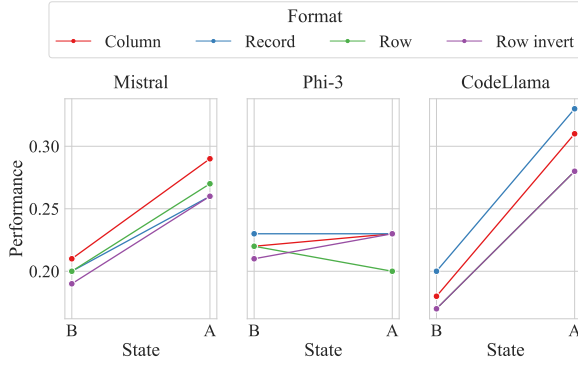 Format
Column Record Row Row invert
Mistral Phi-3 CodeLlama
Performance
0.30
0.25
0.20
B A B A B A
State State State